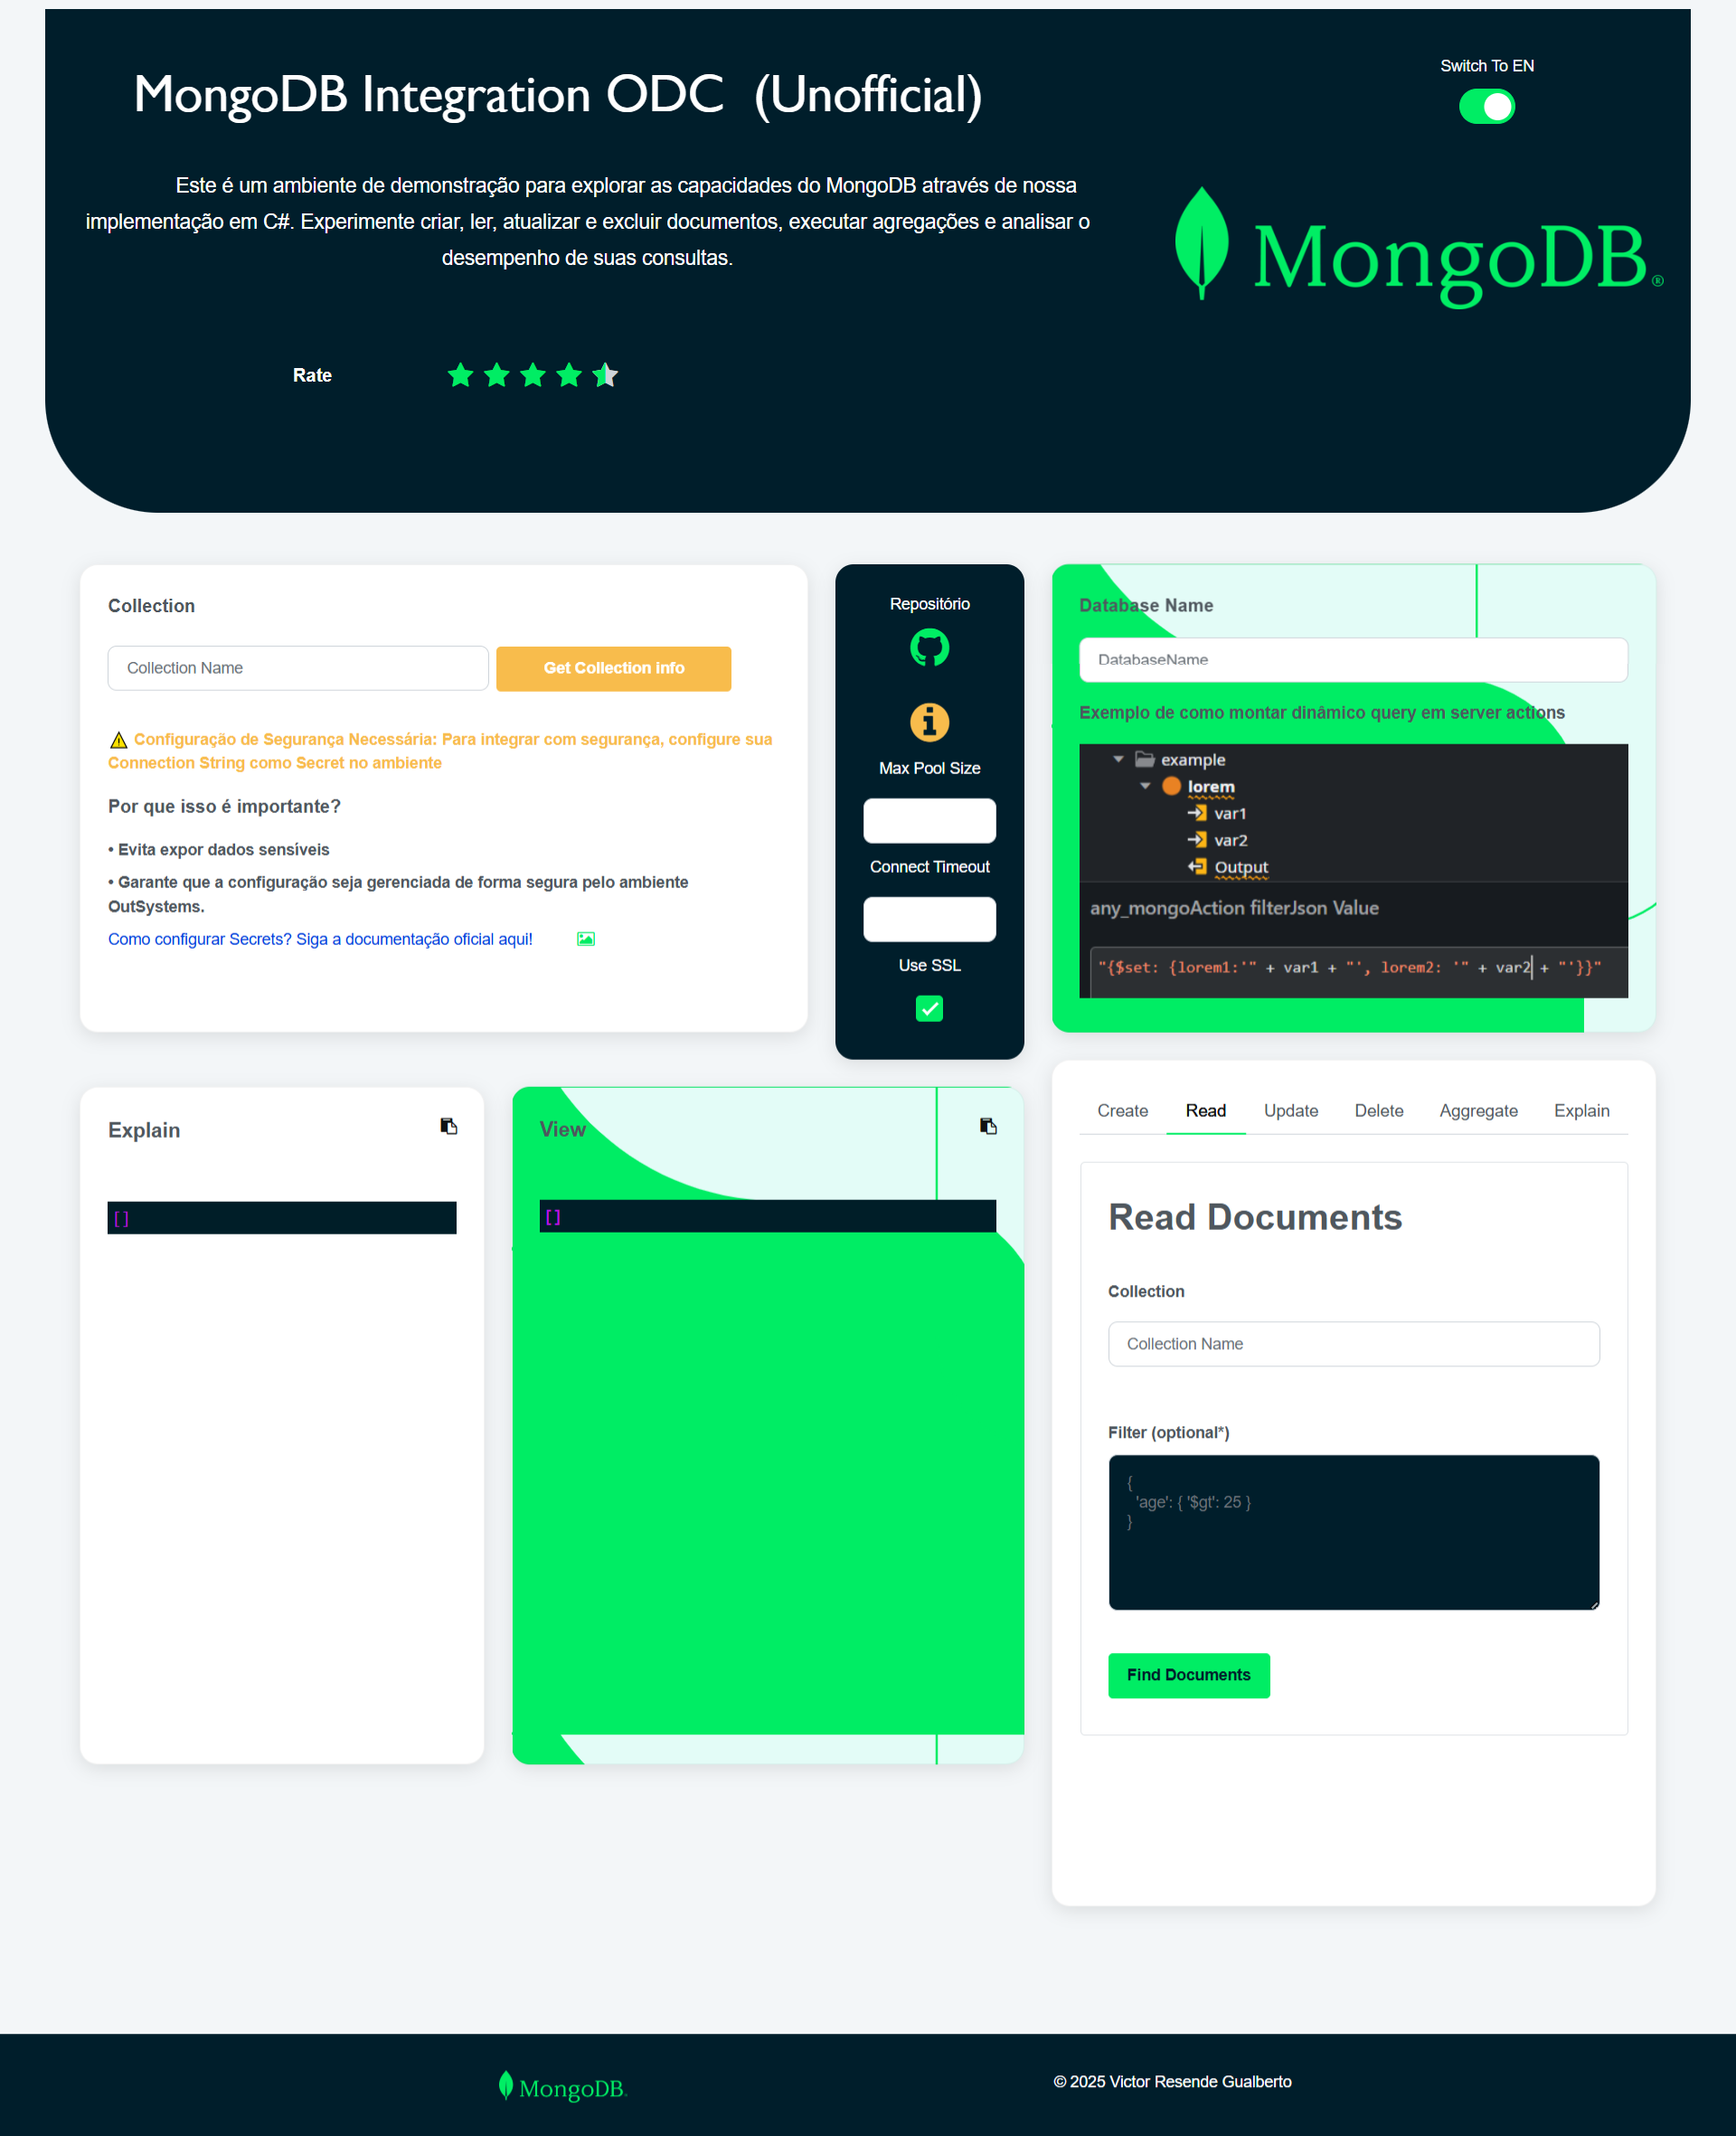 MongoDB Integration ODC (Unofficial)
Switch To EN
Este é um ambiente de demonstração para explorar as capacidades do MongoDB através de nossa
implementação em C#. Experimente criar, ler, atualizar e excluir documentos, executar agregações e analisar o
desempenho de suas consultas.
MongoDB®
Rate
Collection
Collection Name
Get Collection info
⚠ Configuração de Segurança Necessária: Para integrar com segurança, configure sua
Connection String como Secret no ambiente
Por que isso é importante?
• Evita expor dados sensíveis
• Garante que a configuração seja gerenciada de forma segura pelo ambiente
OutSystems.
Como configurar Secrets? Siga a documentação oficial aqui!
Repositório
Max Pool Size
Connect Timeout
Use SSL
Database Name
DatabaseName
Exemplo de como montar dinâmico query em server actions
example
lorem
var1
var2
Output
any_mongoAction filterJson Value
"{$set: {lorem1:'" + var1 + "', lorem2: '" + var2 + "'}}"
Explain
[]
View
[]
Create Read Update Delete Aggregate Explain
Read Documents
Collection
Collection Name
Filter (optional*)
{
'age': { '$gt': 25 }
}
Find Documents
MongoDB.
© 2025 Victor Resende Gualberto